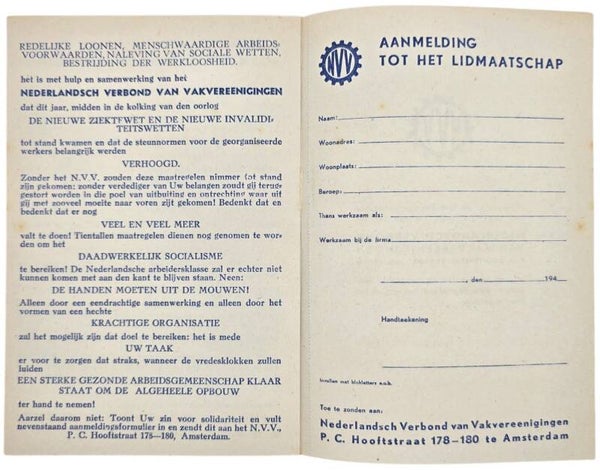 REDELIJKE LOONEN, MENSCHWAARDIGE ARBEIDS-
VOORWAARDEN, NALEVING VAN SOCIALE WETTEN,
BESTRIJDING DER WERKLOOSHEID.
het is met hulp en samenwerking van het
NEDERLANDSCH VERBOND VAN VAKVEREENIGINGEN
dat dit jaar, midden in de kolking van den oorlog
DE NIEUWE ZIEKTEWET EN DE NIEUWE INVALIDI-
TEITSWETTEN
tot stand kwamen en dat de steunnormen voor de georganiseerde
werkers belangrijk werden
VERHOOGD.
Zonder het N.V.V. zouden deze maatregelen nimmer tot stand
zijn gekomen: zonder verdediger van Uw belangen zoudt gij terug-
gestort worden in de poel van uitbuiting en ontrechting waar uit
gij met zooveel moeite naar voren zijt gekomen! Bedenkt dat en
bedenkt dat er nog
VEEL EN VEEL MEER
valt te doen! Tientallen maatregelen dienen nog genomen te wor-
den om het
DAADWERKELIJK SOCIALISME
te bereiken! De Nederlandsche arbeidersklasse zal er echter niet
kunnen komen met aan den kant te blijven staan. Neen:
DE HANDEN MOETEN UIT DE MOUWEN!
Alleen door een eendrachtige samenwerking en alleen door het
vormen van een hechte
KRACHTIGE ORGANISATIE
zal het mogelijk zijn dat doel te bereiken: het is mede
UW TAAK
er voor te zorgen dat straks, wanneer de vredesklokken zullen
luiden
EEN STERKE GEZONDE ARBEIDSGEMEENSCHAP KLAAR
STAAT OM DE ALGEHEELE OPBOUW
ter hand te nemen!
Aarzel daarom niet: Toont Uw zin voor solidariteit en vult
nevenstaand aanmeldingsformulier in en zendt dit aan het N.V.V.,
P. C. Hooftstraat 178—180, Amsterdam.
NVV
AANMELDING
TOT HET LIDMAATSCHAP
Naam:
Woonadres:
Woonplaats:
Beroep:
Thans werkzaam als:
Werkzaam bij de firma
, den 194
Handteekening
Invullen met blokletters a.u.b.
Toe te zenden aan:
Nederlandsch Verbond van Vakvereenigingen
P. C. Hooftstraat 178-180 te Amsterdam